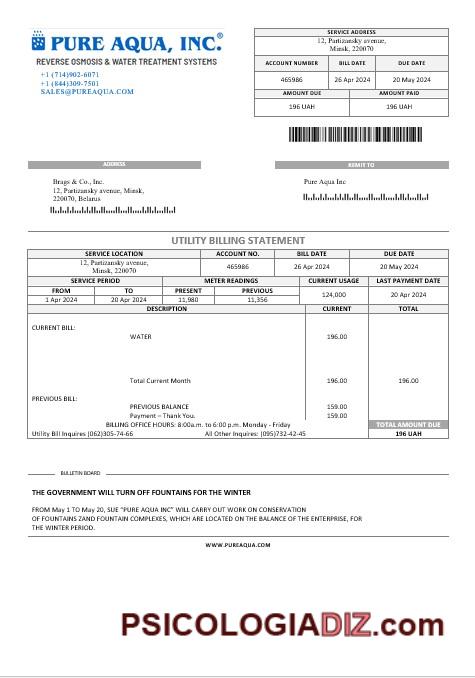 PURE AQUA, INC.®
REVERSE OSMOSIS & WATER TREATMENT SYSTEMS
+1 (714)902-6071
+1 (844)309-7501
SALES@PUREAQUA.COM
SERVICE ADDRESS
12, Partizansky avenue,
Minsk, 220070
ACCOUNT NUMBER BILL DATE DUE DATE
465986 26 Apr 2024 20 May 2024
AMOUNT DUE AMOUNT PAID
196 UAH 196 UAH
ADDRESS REMIT TO
Brags & Co., Inc. Pure Aqua Inc
12, Partizansky avenue, Minsk,
220070, Belarus
UTILITY BILLING STATEMENT
SERVICE LOCATION ACCOUNT NO. BILL DATE DUE DATE
12, Partizansky avenue,
Minsk, 220070 465986 26 Apr 2024 20 May 2024
SERVICE PERIOD METER READINGS CURRENT USAGE LAST PAYMENT DATE
FROM TO PRESENT PREVIOUS 124,000 20 Apr 2024
1 Apr 2024 20 Apr 2024 11,980 11,356
DESCRIPTION CURRENT TOTAL
CURRENT BILL:
WATER 196.00
Total Current Month 196.00 196.00
PREVIOUS BILL:
PREVIOUS BALANCE 159.00
Payment – Thank You. 159.00
BILLING OFFICE HOURS: 8:00a.m. to 6:00 p.m. Monday - Friday TOTAL AMOUNT DUE
Utility Bill Inquires (062)305-74-66 All Other Inquires: (095)732-42-45 196 UAH
BULLETIN BOARD
THE GOVERNMENT WILL TURN OFF FOUNTAINS FOR THE WINTER
FROM May 1 TO May 20, SUE "PURE AQUA INC" WILL CARRY OUT WORK ON CONSERVATION
OF FOUNTAINS ZAND FOUNTAIN COMPLEXES, WHICH ARE LOCATED ON THE BALANCE OF THE ENTERPRISE, FOR
THE WINTER PERIOD.
WWW.PUREAQUA.COM
PSICOLOGIADIZ.com